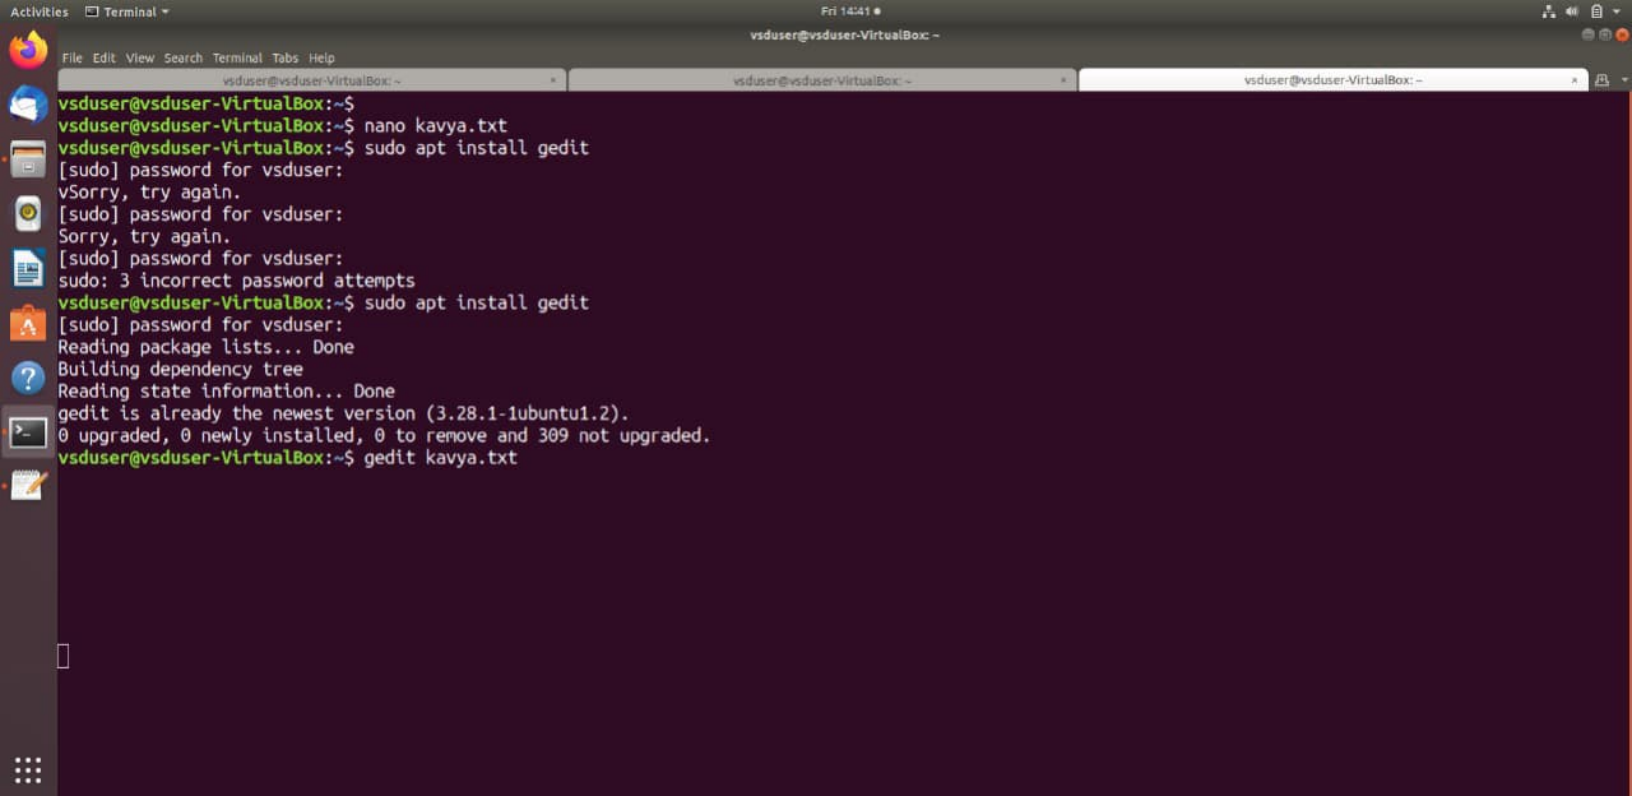 Activities Terminal
Fri 14:41
vsduser@vsduser-VirtualBox: ~
File Edit View Search Terminal Tabs Help
vsduser@vsduser-VirtualBox: ~ vsduser@vsduser-VirtualBox: ~ vsduser@vsduser-VirtualBox: ~
vsduser@vsduser-VirtualBox:~$
vsduser@vsduser-VirtualBox:~$ nano kavya.txt
vsduser@vsduser-VirtualBox:~$ sudo apt install gedit
[sudo] password for vsduser:
vSorry, try again.
[sudo] password for vsduser:
Sorry, try again.
[sudo] password for vsduser:
sudo: 3 incorrect password attempts
vsduser@vsduser-VirtualBox:~$ sudo apt install gedit
[sudo] password for vsduser:
Reading package lists... Done
Building dependency tree
Reading state information... Done
gedit is already the newest version (3.28.1-1ubuntu1.2).
0 upgraded, 0 newly installed, 0 to remove and 309 not upgraded.
vsduser@vsduser-VirtualBox:~$ gedit kavya.txt